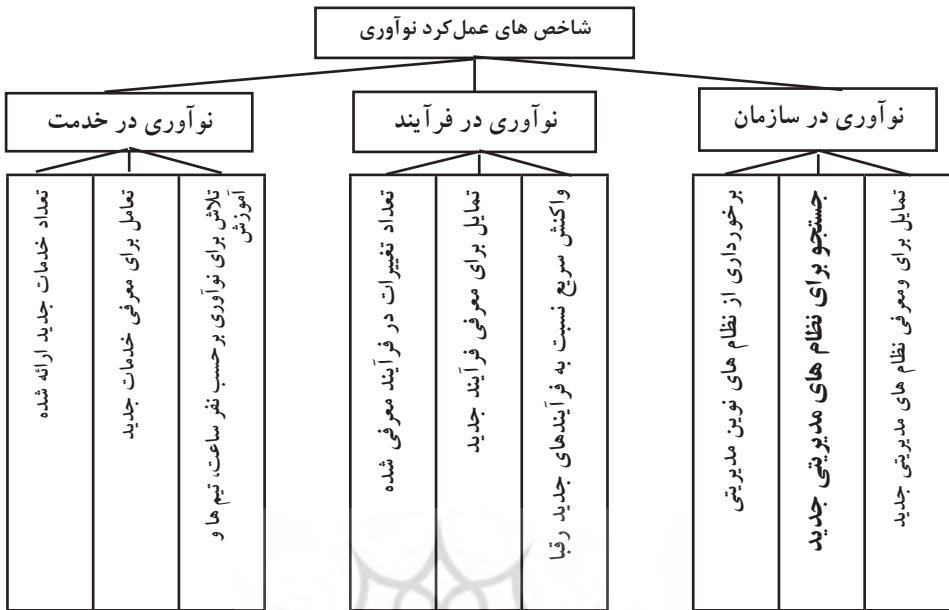 شاخص های عمل‌کرد نوآوری
نوآوری در سازمان
نوآوری در فرآیند
نوآوری در خدمت
تمایل برای ومعرفی نظام های مدیریتی جدید
جستجو برای نظام های مدیریتی جدید
برخورداری از نظام های نوین مدیریتی
واکنش سریع نسبت به فرآیندهای جدید رقبا
تمایل برای معرفی فرآیند جدید
تعداد تغییرات در فرآیند معرفی شده
تلاش برای نوآوری برحسب نفر ساعت، تیم ها و
آموزش
تعامل برای معرفی خدمات جدید
تعداد خدمات جدید ارائه شده